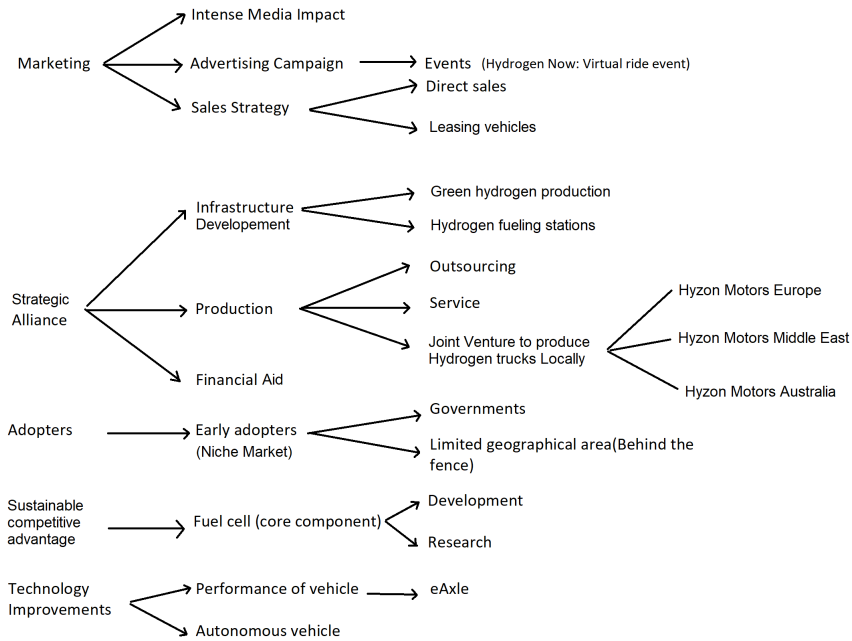 Intense Media Impact
Marketing
Advertising Campaign
Events (Hydrogen Now: Virtual ride event)
Direct sales
Sales Strategy
Leasing vehicles
Green hydrogen production
Infrastructure
Developement
Hydrogen fueling stations
Outsourcing
Hyzon Motors Europe
Strategic
Alliance
Production
Service
Joint Venture to produce
Hydrogen trucks Locally
Hyzon Motors Middle East
Financial Aid
Hyzon Motors Australia
Governments
Adopters
Early adopters
(Niche Market)
Limited geographical area(Behind the
fence)
Development
Sustainable
competitive
advantage
Fuel cell (core component)
Research
Technology
Improvements
Performance of vehicle
eAxle
Autonomous vehicle